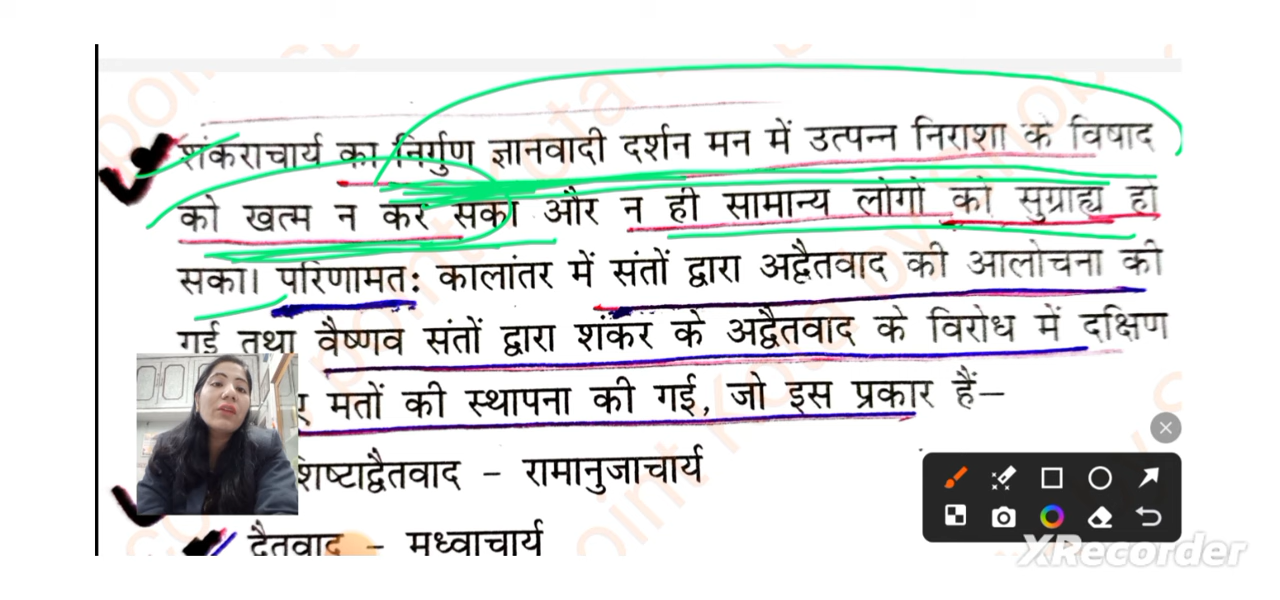 शंकराचार्य का निर्गुण ज्ञानवादी दर्शन मन में उत्पन्न निराशा के विषाद
को खत्म न कर सका और न ही सामान्य लोगो को सुग्राह्य हो
सका। परिणामत: कालांतर में संतों द्वारा अद्वैतवाद की आलोचना की
गई तथा वैष्णव संतों द्वारा शंकर के अद्वैतवाद के विरोध में दक्षिण
मतों की स्थापना की गई, जो इस प्रकार हैं–
शिष्टाद्वैतवाद – रामानुजाचार्य
द्वैतवाद – मध्वाचार्य
XRecorder